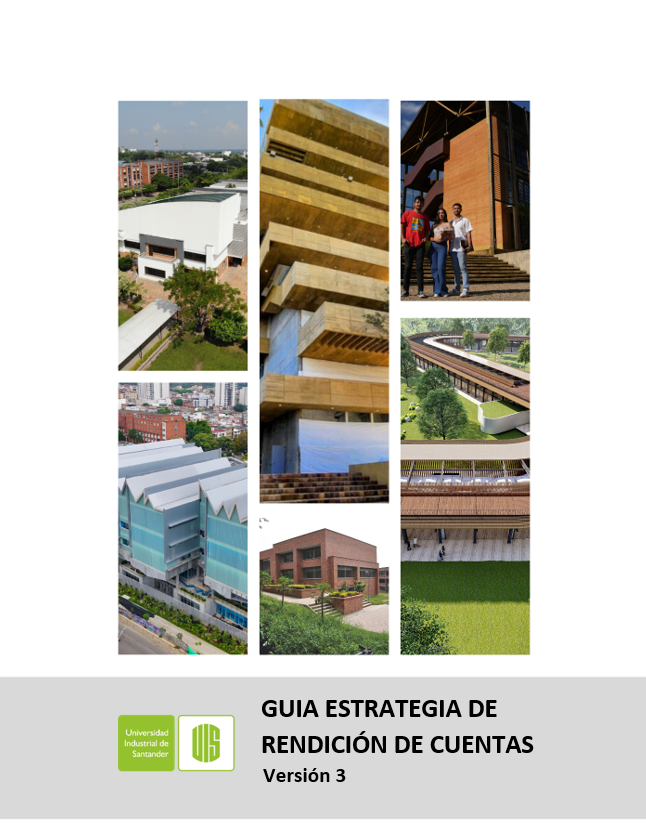 Universidad
Industrial de
Santander
UIS
GUIA ESTRATEGIA DE
RENDICIÓN DE CUENTAS
Versión 3